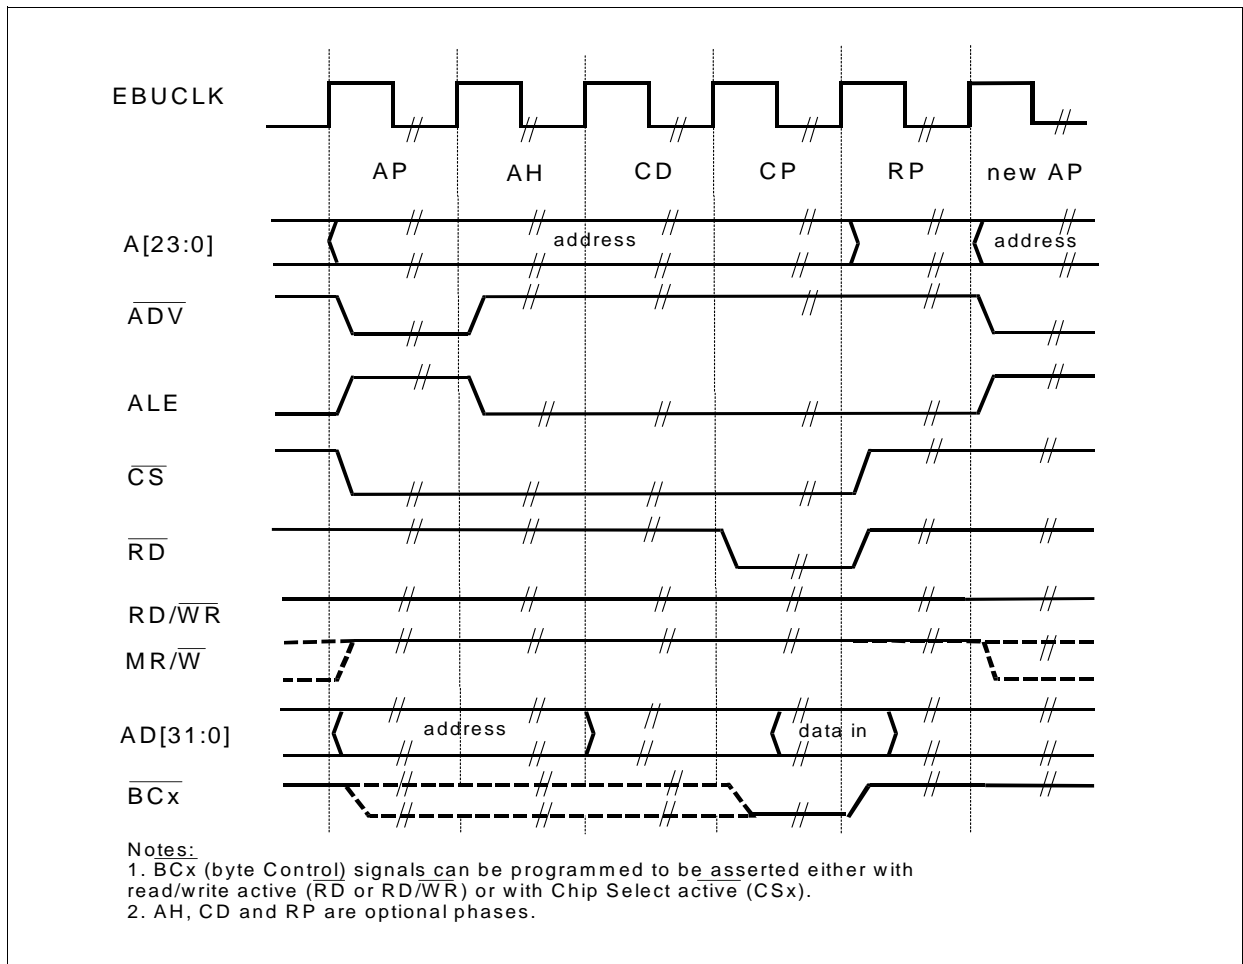 EBUCLK
AP AH CD CP RP new AP
A[23:0] address address
ADV
ALE
CS
RD
RD/WR
MR/W
AD[31:0] address data in
BCx
Notes:
1. BCx (byte Control) signals can be programmed to be asserted either with
read/write active (RD or RD/WR) or with Chip Select active (CSx).
2. AH, CD and RP are optional phases.